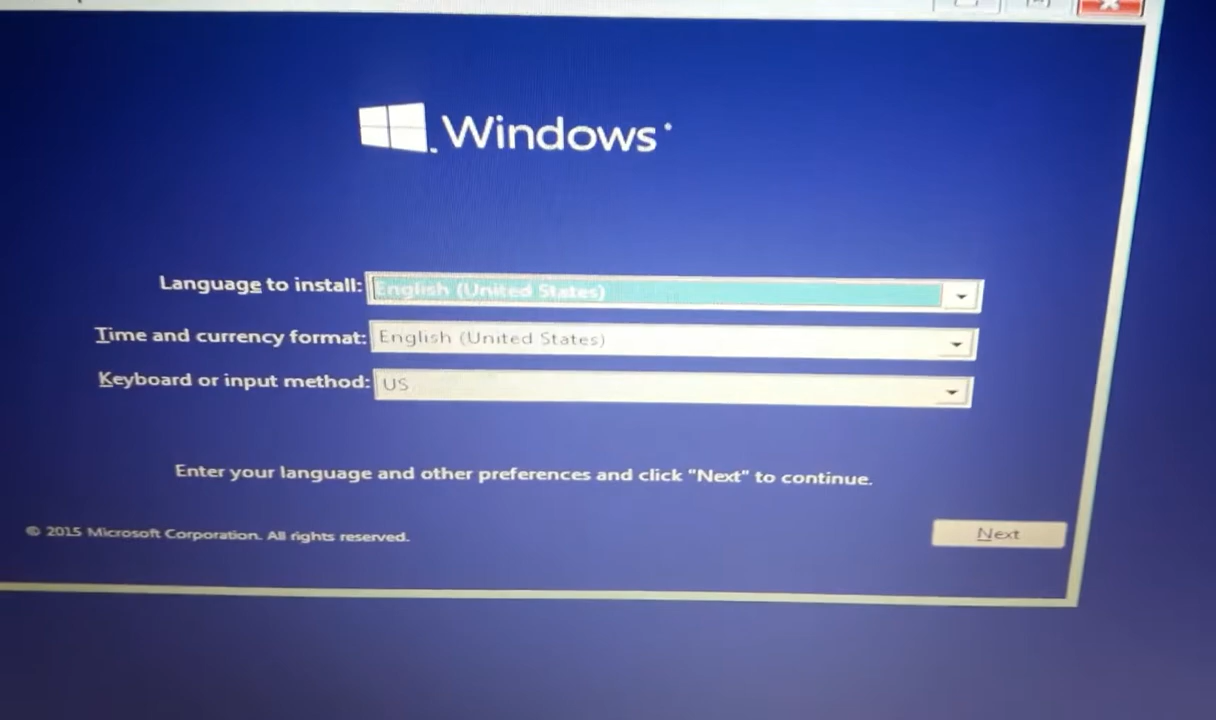 Windows
Language to install: English (United States)
Time and currency format: English (United States)
Keyboard or input method: US
Enter your language and other preferences and click "Next" to continue.
© 2015 Microsoft Corporation. All rights reserved.
Next